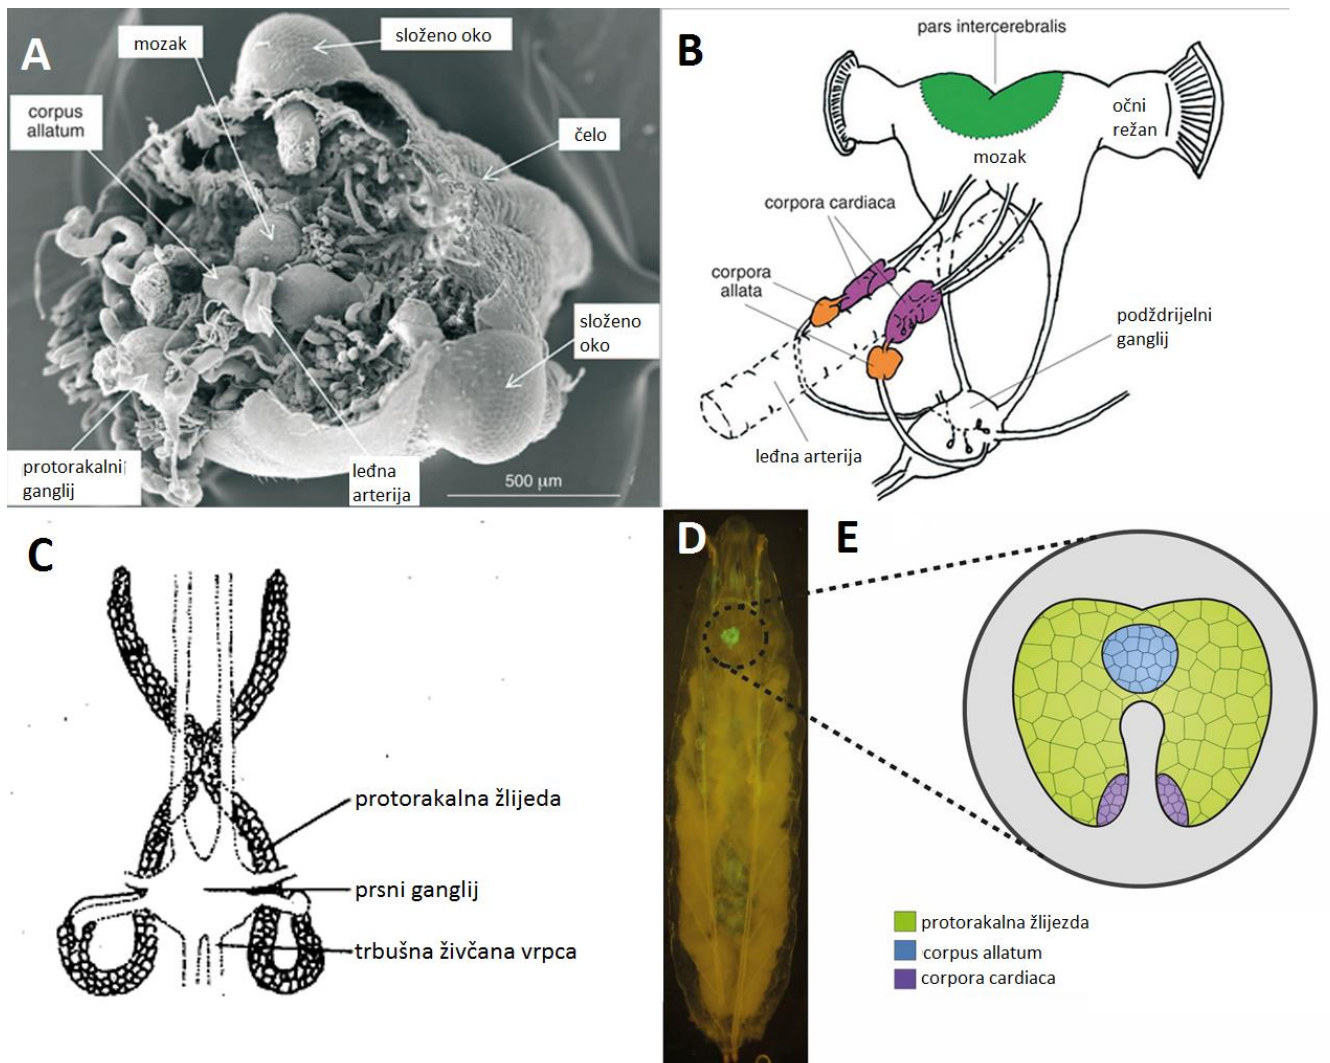 A
mozak
složeno oko
corpus
allatum
čelo
složeno
oko
protorakalni
ganglij
leđna
arterija
500 µm
B
pars intercerebralis
očni
režan
mozak
corpora cardiaca
corpora
allata
podždrijelni
ganglij
leđna arterija
C
protorakalna žlijeda
prsni ganglij
trbušna živčana vrpca
D
E
protorakalna žlijezda
corpus allatum
corpora cardiaca